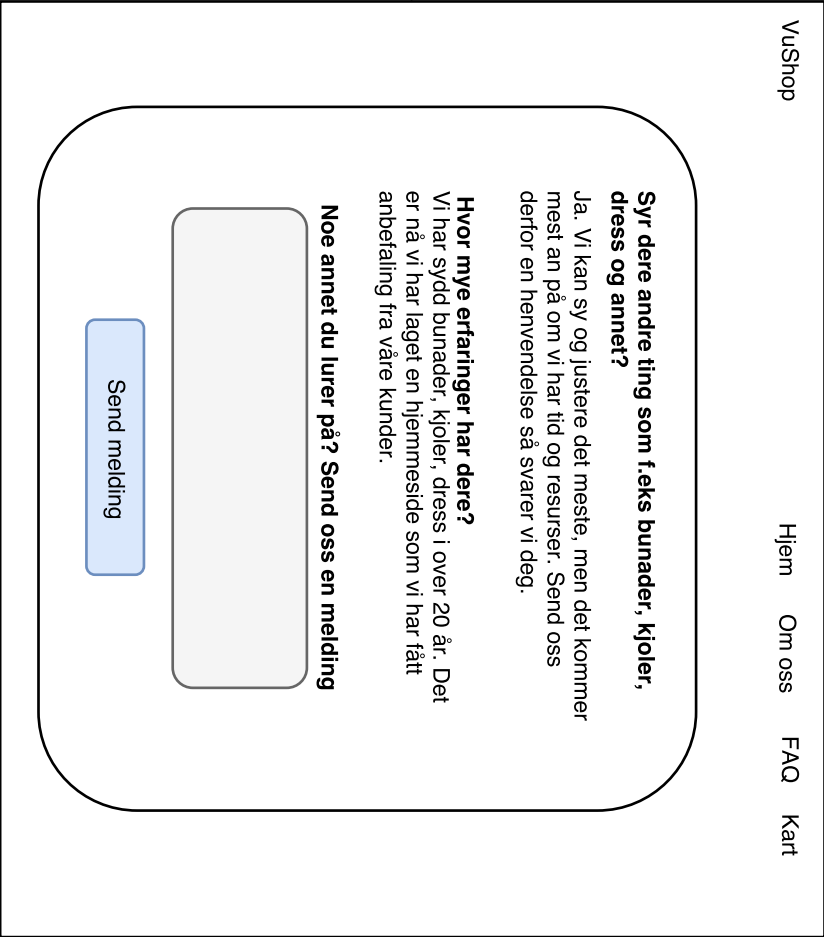 VuShop
Hjem Om oss FAQ Kart
Syr dere andre ting som f.eks bunader, kjoler,
dress og annet?
Ja. Vi kan sy og justere det meste, men det kommer
mest an på om vi har tid og resurser. Send oss
derfor en henvendelse så svarer vi deg.
Hvor mye erfaringer har dere?
Vi har sydd bunader, kjoler, dress i over 20 år. Det
er nå vi har laget en hjemmeside som vi har fått
anbefaling fra våre kunder.
Noe annet du lurer på? Send oss en melding
Send melding